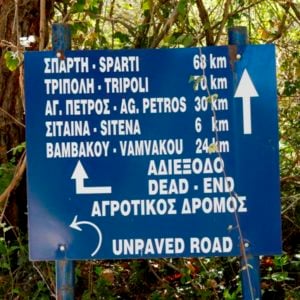 ΣΠΑΡΤΗ - SPARTI 68 km
ΤΡΙΠΟΛΗ - TRIPOLI 70 km
ΑΓ. ΠΕΤΡΟΣ - AG. PETROS 30 km
ΣΙΤΑΙΝΑ - SITENA 6 km
ΒΑΜΒΑΚΟΥ - VAMVAKOU 24 km
ΑΔΙΕΞΟΔΟ
DEAD - END
ΑΓΡΟΤΙΚΟΣ ΔΡΟΜΟΣ
UNPAVED ROAD